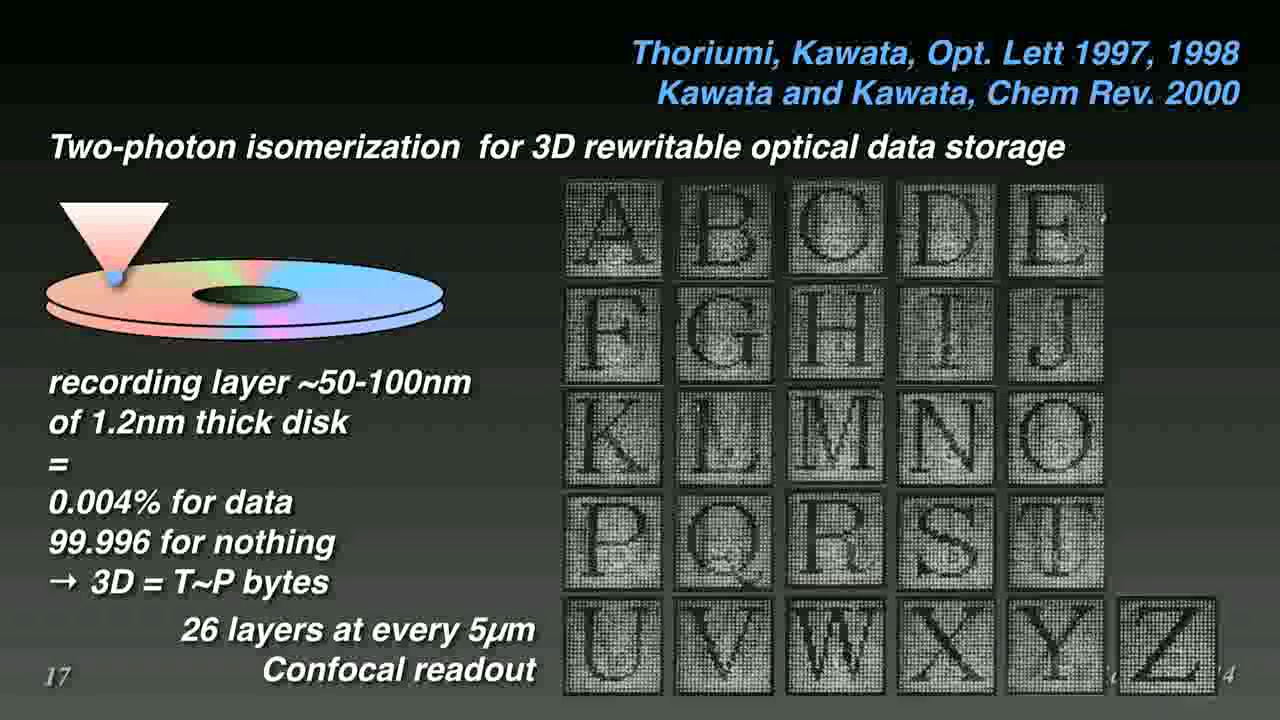 Thoriumi, Kawata, Opt. Lett 1997, 1998
Kawata and Kawata, Chem Rev. 2000
Two-photon isomerization for 3D rewritable optical data storage
recording layer ~50-100nm
of 1.2nm thick disk
=
0.004% for data
99.996 for nothing
→ 3D = T~P bytes
26 layers at every 5µm
Confocal readout
A B C D E
F G H I J
K L M N O
P Q R S T
U V W X Y Z
17